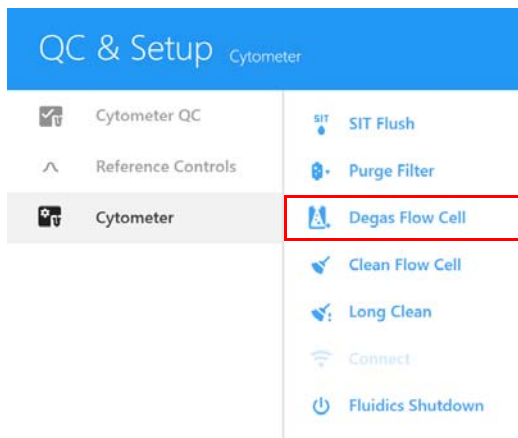 QC & Setup Cytometer
Cytometer QC
Reference Controls
Cytometer
SIT
SIT Flush
Purge Filter
Degas Flow Cell
Clean Flow Cell
Long Clean
Connect
Fluidics Shutdown